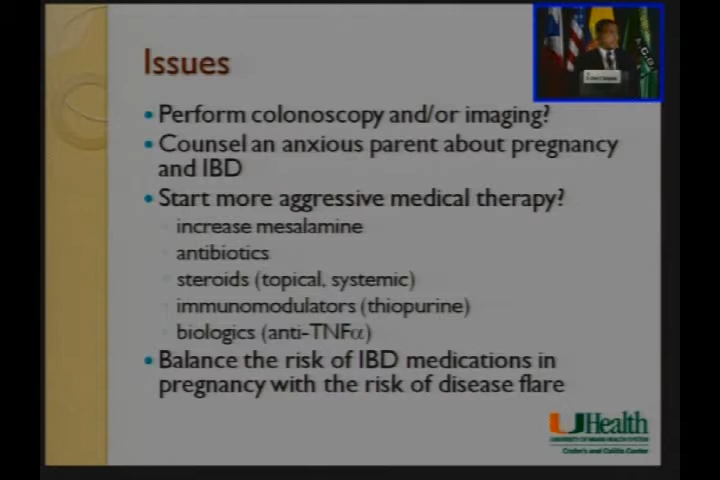 Issues
• Perform colonoscopy and/or imaging?
• Counsel an anxious parent about pregnancy
and IBD
• Start more aggressive medical therapy?
increase mesalamine
antibiotics
steroids (topical, systemic)
immunomodulators (thiopurine)
biologics (anti-TNFα)
• Balance the risk of IBD medications in
pregnancy with the risk of disease flare
UHealth
UNIVERSITY OF MIAMI HEALTH SYSTEM
Crohn's and Colitis Center